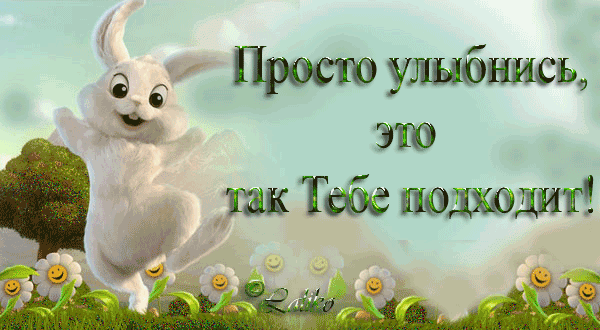 Просто улыбнись,
это
так Тебе подходит!